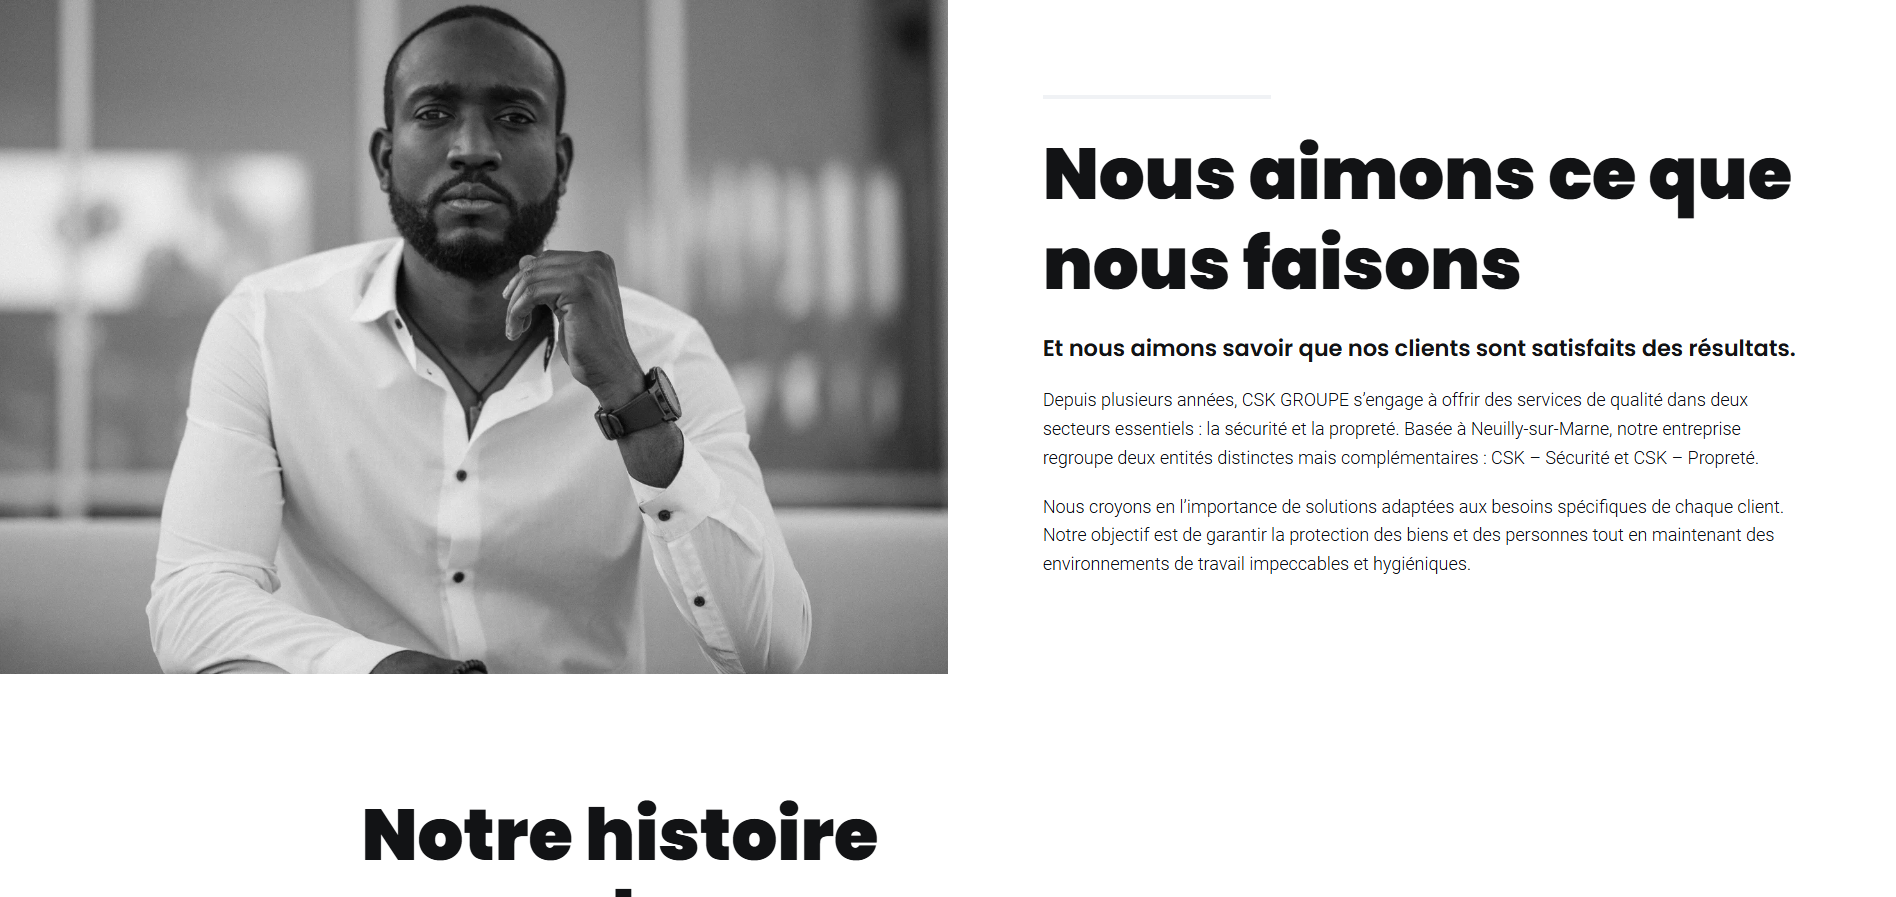 Nous aimons ce que
nous faisons
Et nous aimons savoir que nos clients sont satisfaits des résultats.
Depuis plusieurs années, CSK GROUPE s’engage à offrir des services de qualité dans deux
secteurs essentiels : la sécurité et la propreté. Basée à Neuilly-sur-Marne, notre entreprise
regroupe deux entités distinctes mais complémentaires : CSK – Sécurité et CSK – Propreté.
Nous croyons en l’importance de solutions adaptées aux besoins spécifiques de chaque client.
Notre objectif est de garantir la protection des biens et des personnes tout en maintenant des
environnements de travail impeccables et hygiéniques.
Notre histoire